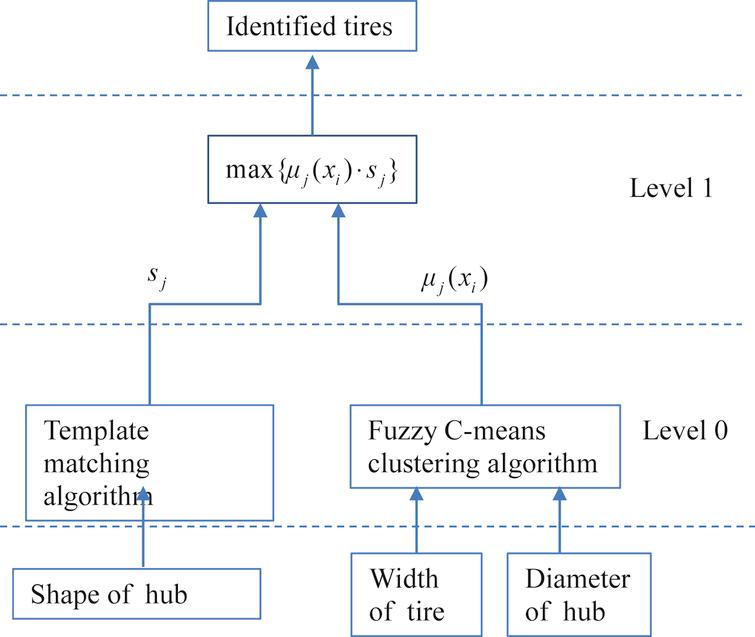 Identified tires
max{μj(xi)·sj}
Level 1
sj
μj(xi)
Template
matching
algorithm
Fuzzy C-means
clustering algorithm
Level 0
Shape of hub
Width
of tire
Diameter
of hub